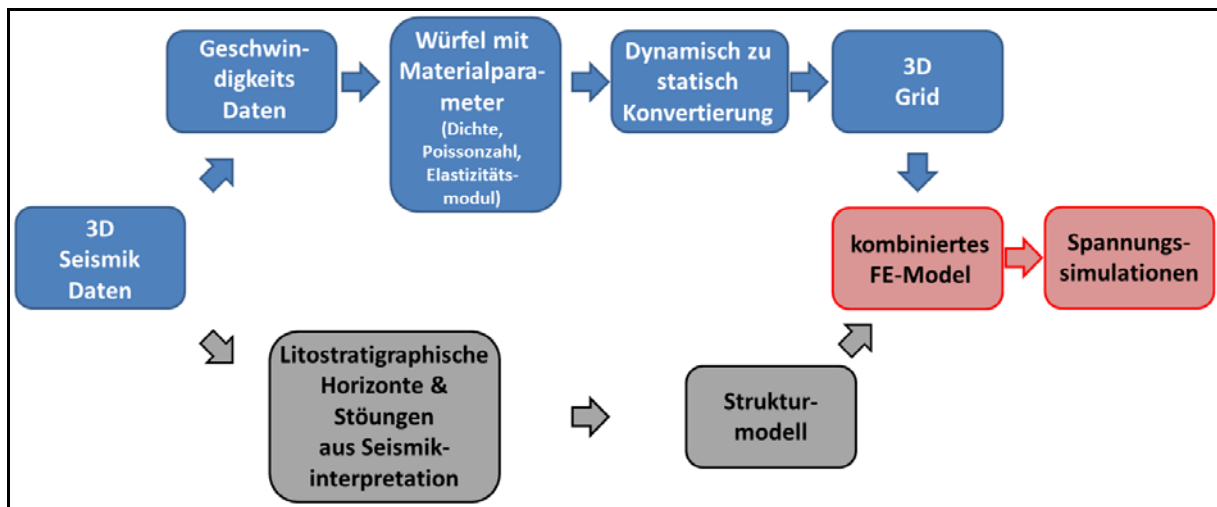 Geschwin-
digkeits
Daten
Würfel mit
Materialpara-
meter
(Dichte,
Poissonzahl,
Elastizitäts-
modul)
Dynamisch zu
statisch
Konvertierung
3D
Grid
3D
Seismik
Daten
kombiniertes
FE-Model
Spannungs-
simulationen
Litostratigraphische
Horizonte &
Stöungen
aus Seismik-
interpretation
Struktur-
modell